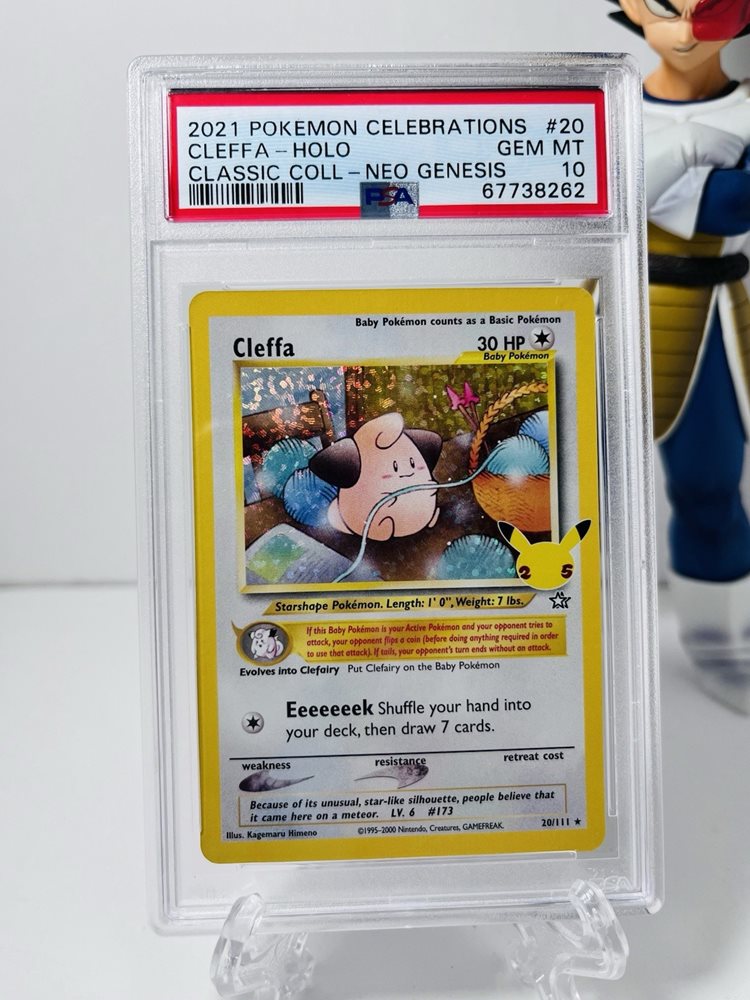 2021 POKEMON CELEBRATIONS #20
CLEFFA - HOLO GEM MT
CLASSIC COLL - NEO GENESIS 10
PSA 67738262
Baby Pokémon counts as a Basic Pokémon
Cleffa 30 HP
Baby Pokémon
25
Starshape Pokémon. Length: 1' 0", Weight: 7 lbs.
If this Baby Pokémon is your Active Pokémon and your opponent tries to
attack, your opponent flips a coin (before doing anything required in order
to use that attack). If tails, your opponent's turn ends without an attack.
Evolves into Clefairy Put Clefairy on the Baby Pokémon
Eeeeeeek Shuffle your hand into
your deck, then draw 7 cards.
weakness resistance retreat cost
Because of its unusual, star-like silhouette, people believe that
it came here on a meteor. LV. 6 #173
Illus. Kagemaru Himeno ©1995-2000 Nintendo, Creatures, GAMEFREAK. 20/111 ★